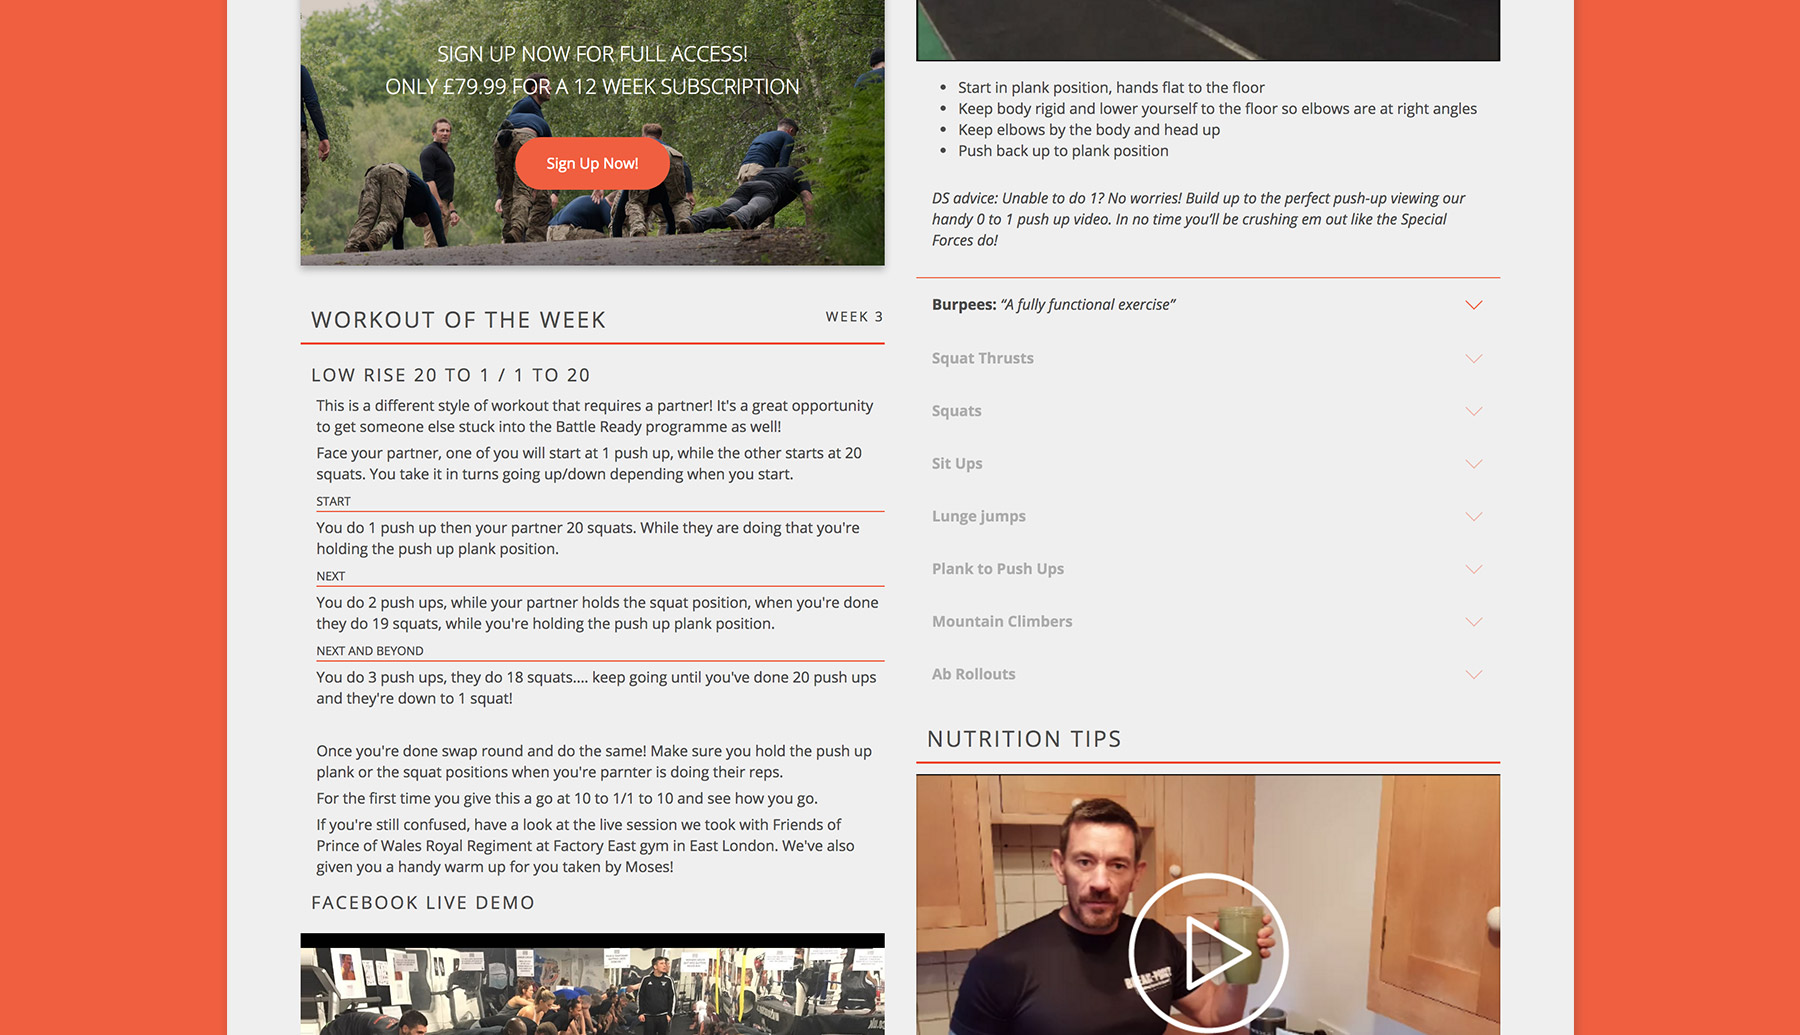 SIGN UP NOW FOR FULL ACCESS!
ONLY £79.99 FOR A 12 WEEK SUBSCRIPTION
Sign Up Now!
WORKOUT OF THE WEEK
WEEK 3
LOW RISE 20 TO 1 / 1 TO 20
This is a different style of workout that requires a partner! It's a great opportunity
to get someone else stuck into the Battle Ready programme as well!
Face your partner, one of you will start at 1 push up, while the other starts at 20
squats. You take it in turns going up/down depending when you start.
START
You do 1 push up then your partner 20 squats. While they are doing that you're
holding the push up plank position.
NEXT
You do 2 push ups, while your partner holds the squat position, when you're done
they do 19 squats, while you're holding the push up plank position.
NEXT AND BEYOND
You do 3 push ups, they do 18 squats.... keep going until you've done 20 push ups
and they're down to 1 squat!
Once you're done swap round and do the same! Make sure you hold the push up
plank or the squat positions when you're parnter is doing their reps.
For the first time you give this a go at 10 to 1/1 to 10 and see how you go.
If you're still confused, have a look at the live session we took with Friends of
Prince of Wales Royal Regiment at Factory East gym in East London. We've also
given you a handy warm up for you taken by Moses!
FACEBOOK LIVE DEMO
• Start in plank position, hands flat to the floor
• Keep body rigid and lower yourself to the floor so elbows are at right angles
• Keep elbows by the body and head up
• Push back up to plank position
DS advice: Unable to do 1? No worries! Build up to the perfect push-up viewing our
handy 0 to 1 push up video. In no time you'll be crushing em out like the Special
Forces do!
Burpees: “A fully functional exercise”
Squat Thrusts
Squats
Sit Ups
Lunge jumps
Plank to Push Ups
Mountain Climbers
Ab Rollouts
NUTRITION TIPS